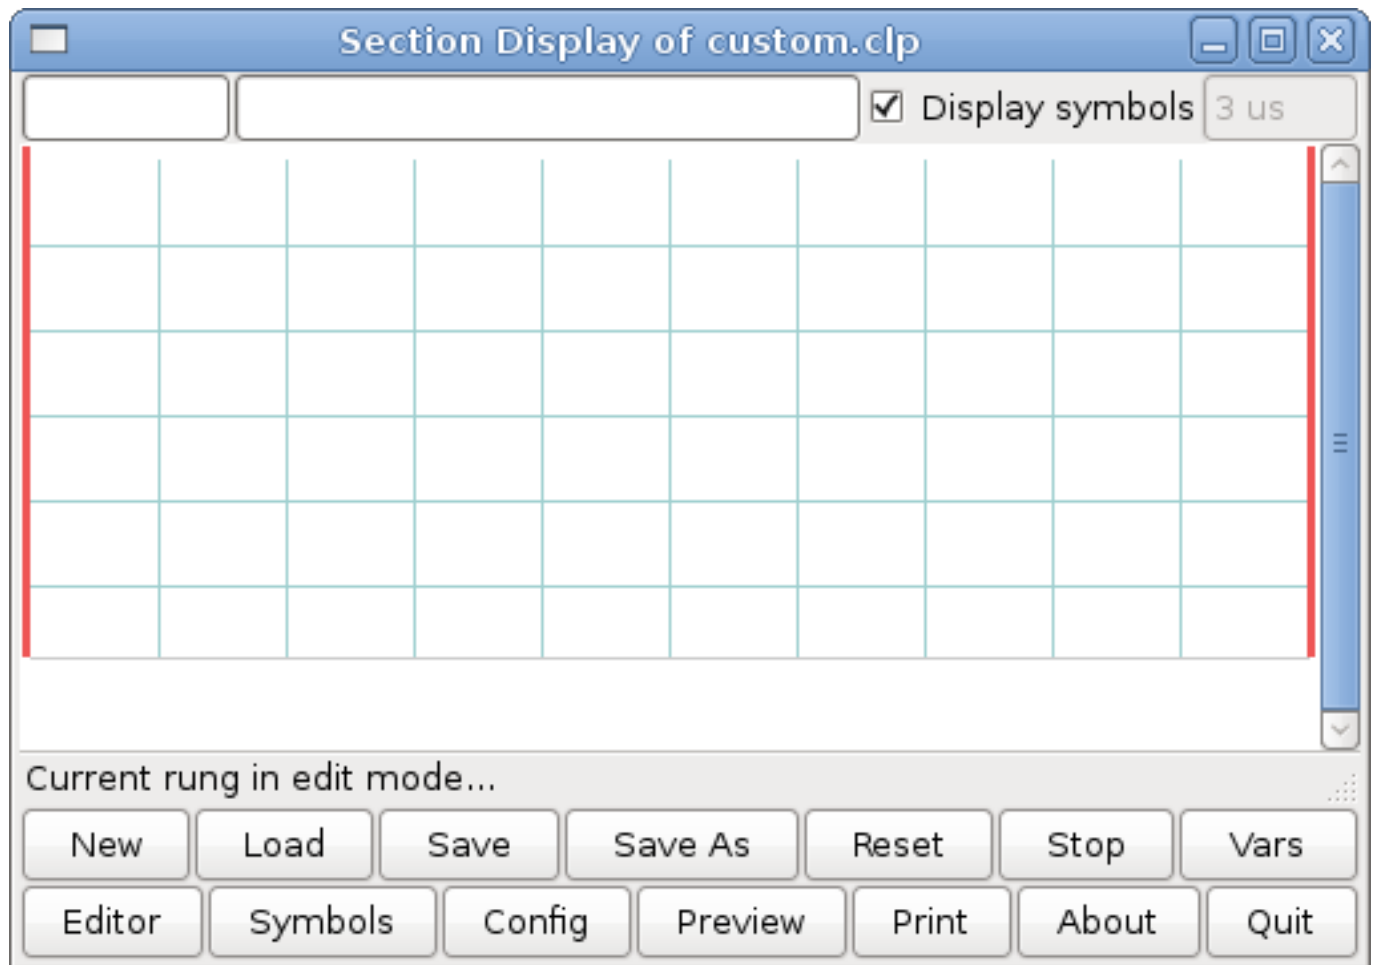 Section Display of custom.clp
Display symbols 3 us
Current rung in edit mode...
New Load Save Save As Reset Stop Vars
Editor Symbols Config Preview Print About Quit